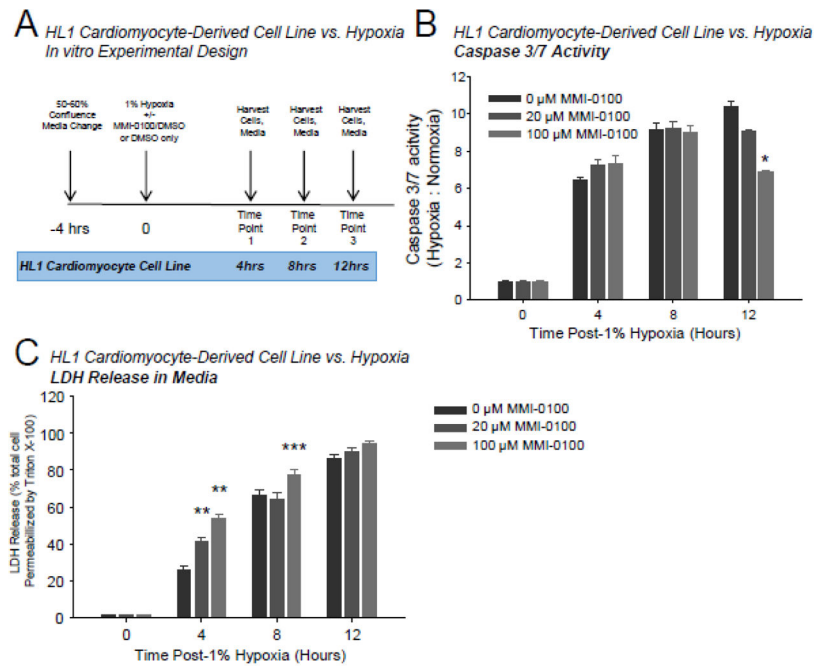 A
HL1 Cardiomyocyte-Derived Cell Line vs. Hypoxia
In vitro Experimental Design
50-60%
Confluence
Media Change
1% Hypoxia
+/-
MMI-0100/DMSO
or DMSO only
Harvest
Cells,
Media
Harvest
Cells,
Media
Harvest
Cells,
Media
-4 hrs
0
Time
Point
1
Time
Point
2
Time
Point
3
HL1 Cardiomyocyte Cell Line 4hrs 8hrs 12hrs
B
HL1 Cardiomyocyte-Derived Cell Line vs. Hypoxia
Caspase 3/7 Activity
Caspase 3/7 acitvity
(Hypoxia : Normoxia)
12
10
8
6
4
2
0
0 µM MMI-0100
20 µM MMI-0100
100 µM MMI-0100
*
0 4 8 12
Time Post-1% Hypoxia (Hours)
C
HL1 Cardiomyocyte-Derived Cell Line vs. Hypoxia
LDH Release in Media
LDH Release (% total cell
Permeabillized by Triton X-100)
120
100
80
60
40
20
0
**
**
***
0 4 8 12
Time Post-1% Hypoxia (Hours)
0 µM MMI-0100
20 µM MMI-0100
100 µM MMI-0100